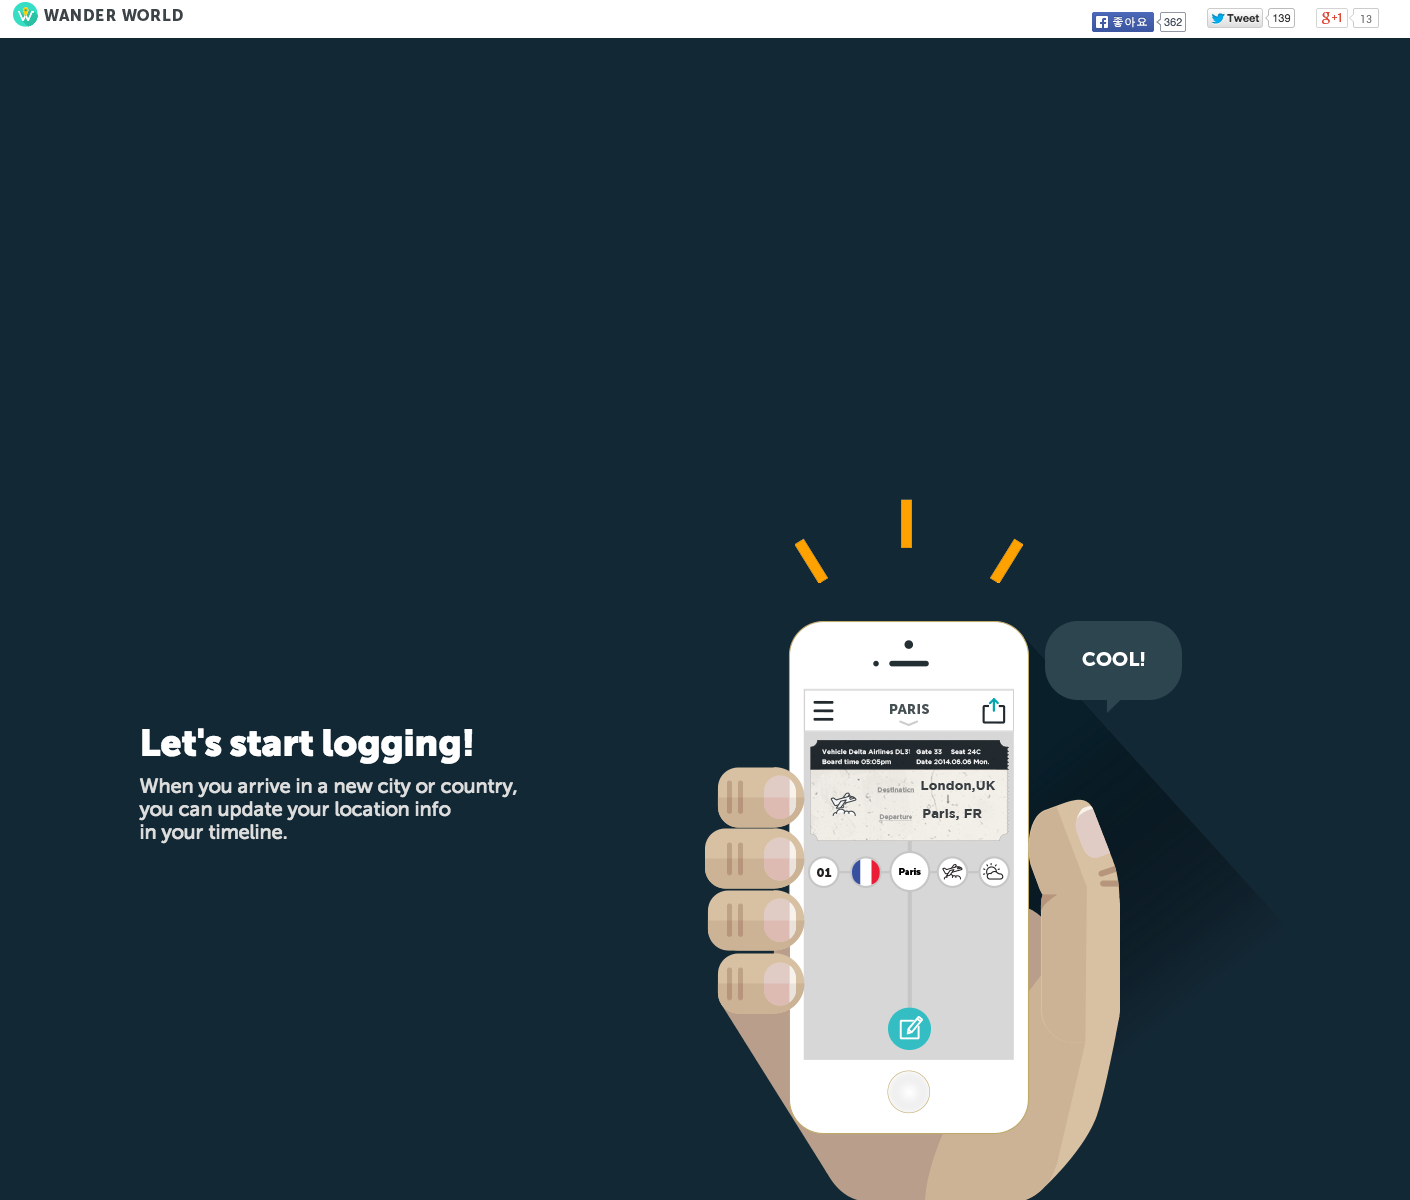 WANDER WORLD
좋아요 362 Tweet 139 g+1 13
COOL!
PARIS
Vehicle Delta Airlines DL31 Gate 33 Seat 24C
Board time 05:05pm Date 2014.06.06 Mon.
Destination London,UK
Departure Paris, FR
01 Paris
Let's start logging!
When you arrive in a new city or country,
you can update your location info
in your timeline.